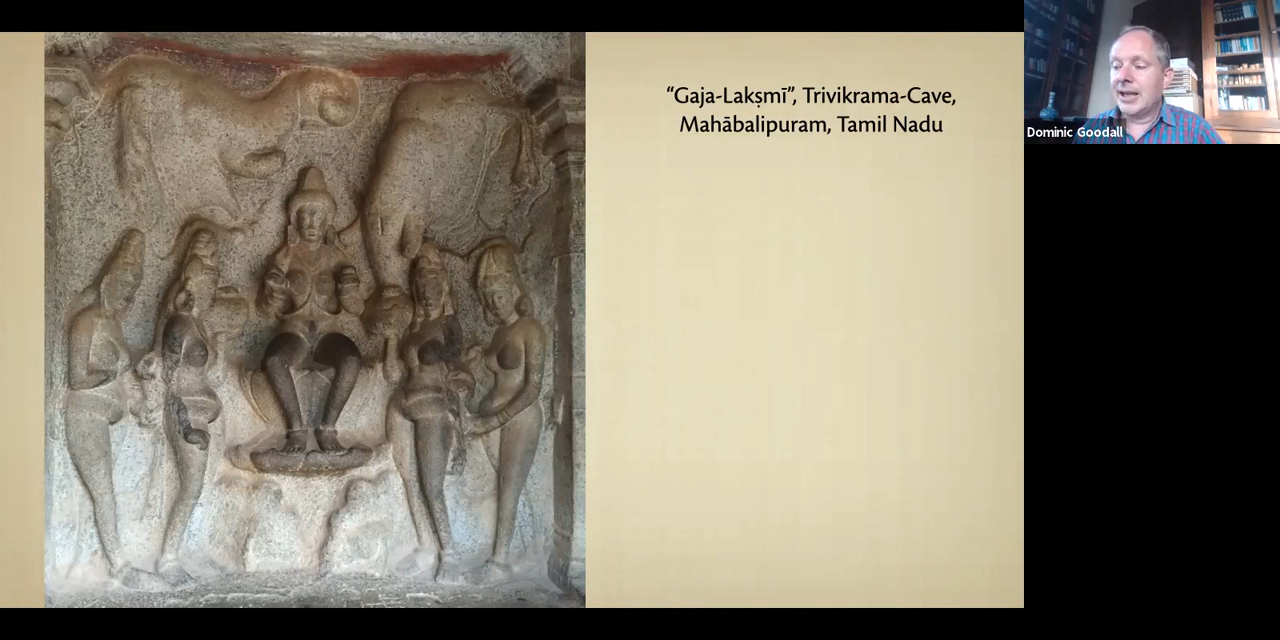 “Gaja-Lakṣmī”, Trivikrama-Cave,
Mahābalipuram, Tamil Nadu
Dominic Goodall